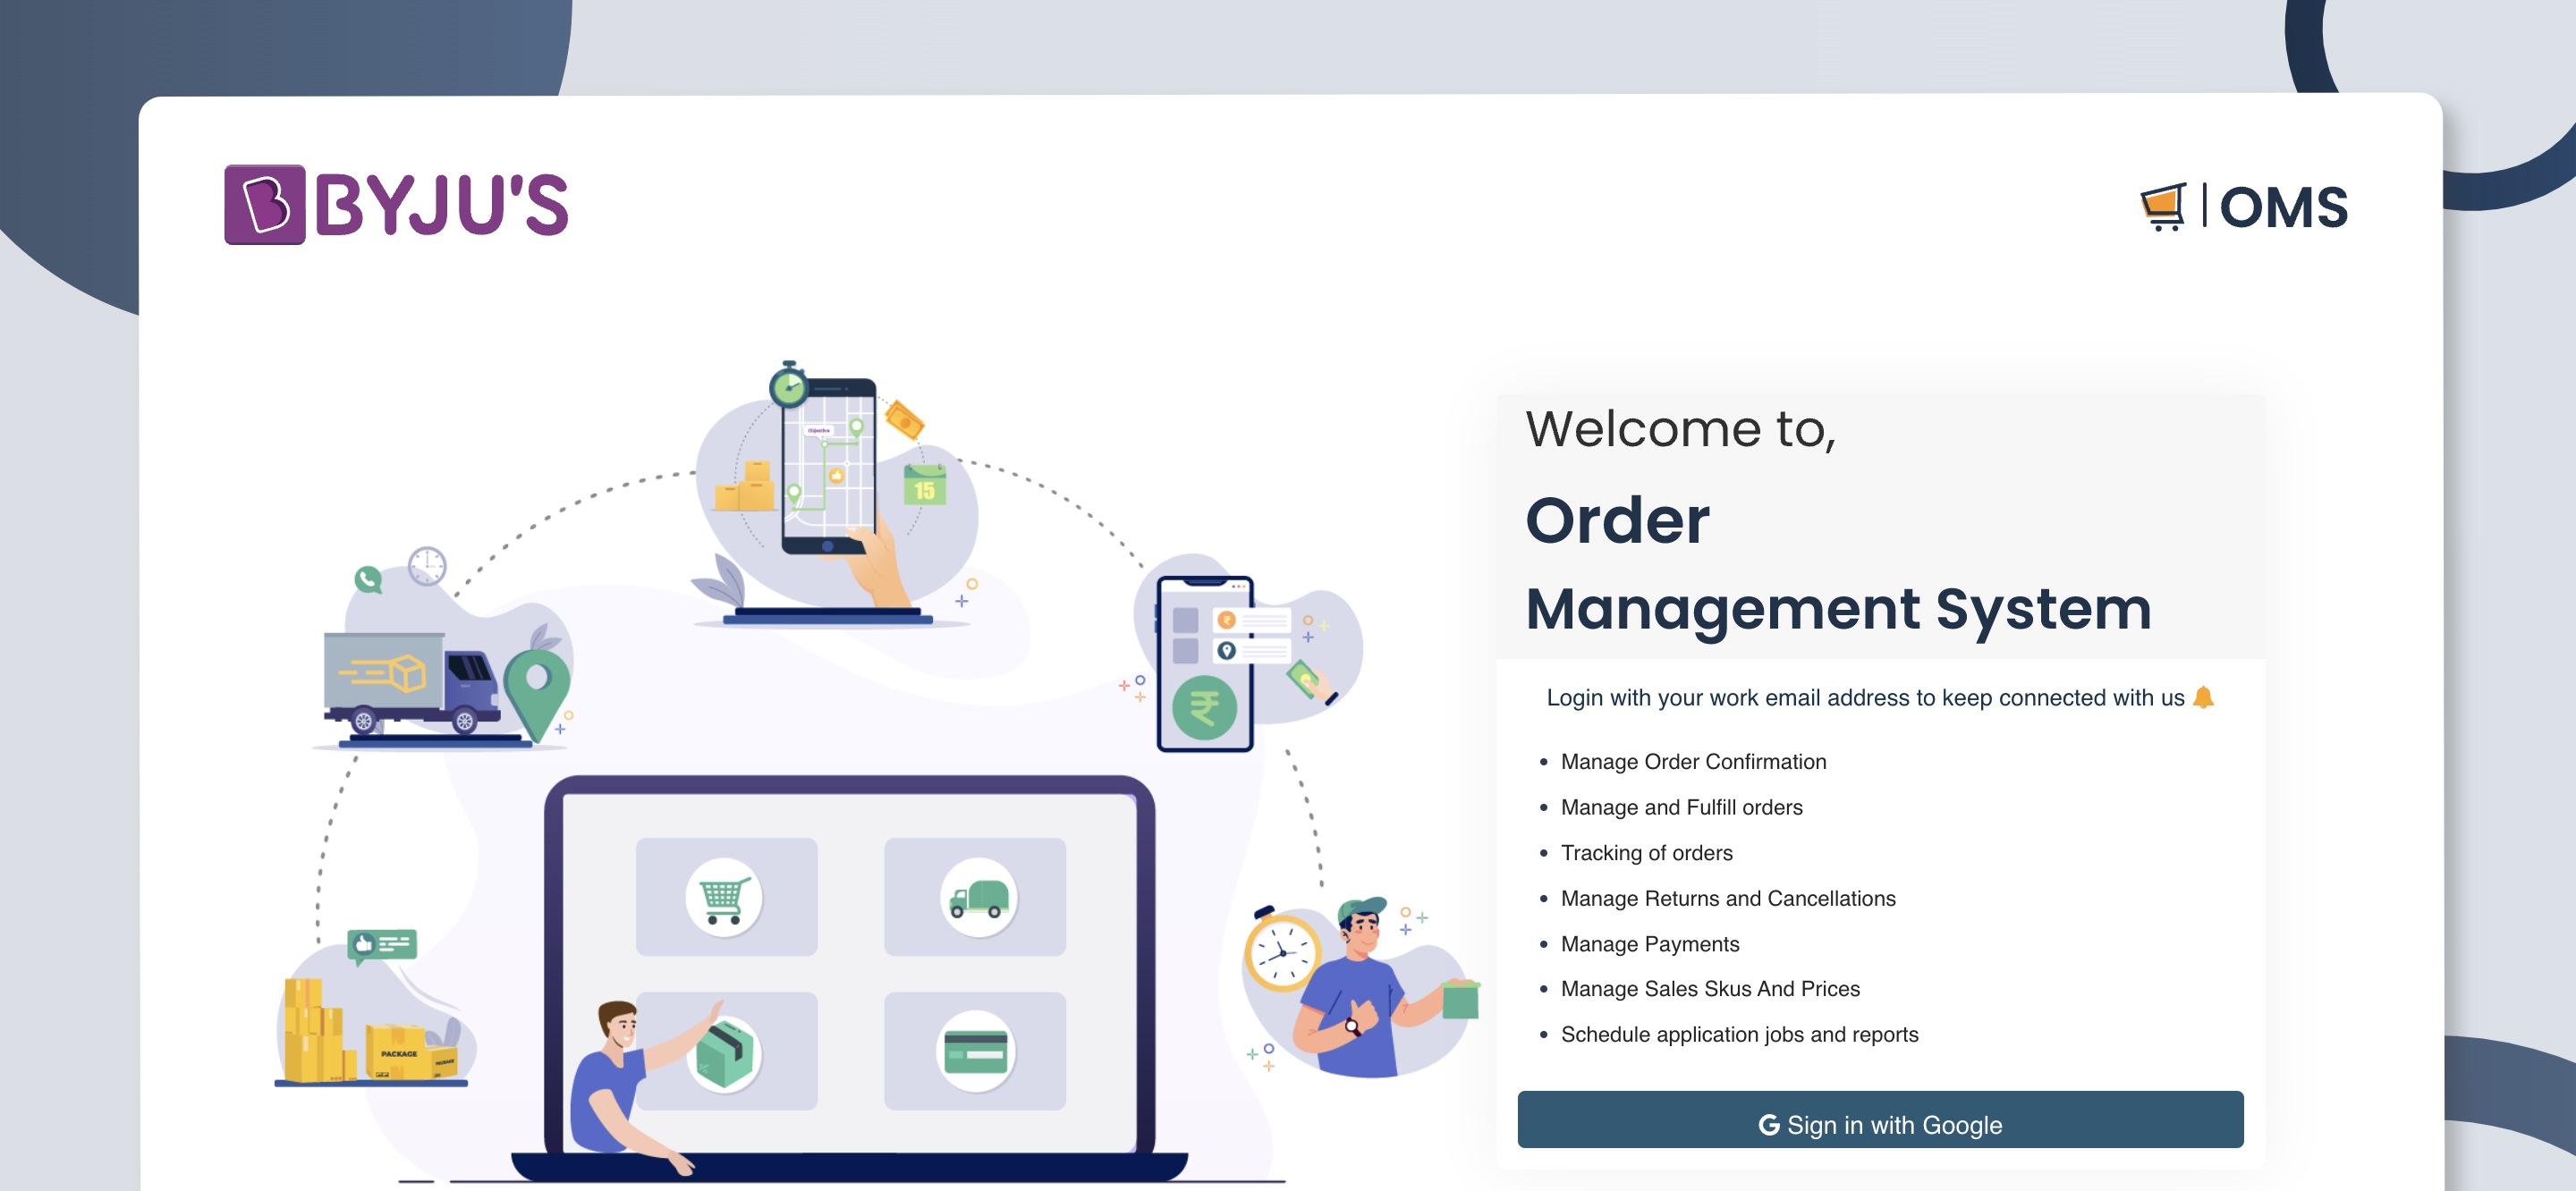 BYJU'S
OMS
15
PACKAGE
PACKAGE
Welcome to,
Order
Management System
Login with your work email address to keep connected with us
Manage Order Confirmation
Manage and Fulfill orders
Tracking of orders
Manage Returns and Cancellations
Manage Payments
Manage Sales Skus And Prices
Schedule application jobs and reports
Sign in with Google